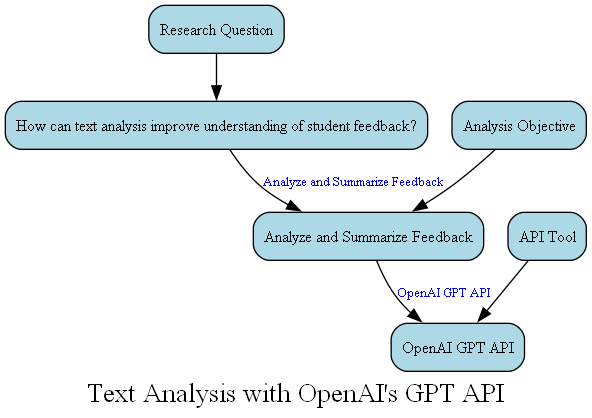 Research Question
How can text analysis improve understanding of student feedback?
Analysis Objective
Analyze and Summarize Feedback
Analyze and Summarize Feedback
API Tool
OpenAI GPT API
OpenAI GPT API
Text Analysis with OpenAI's GPT API